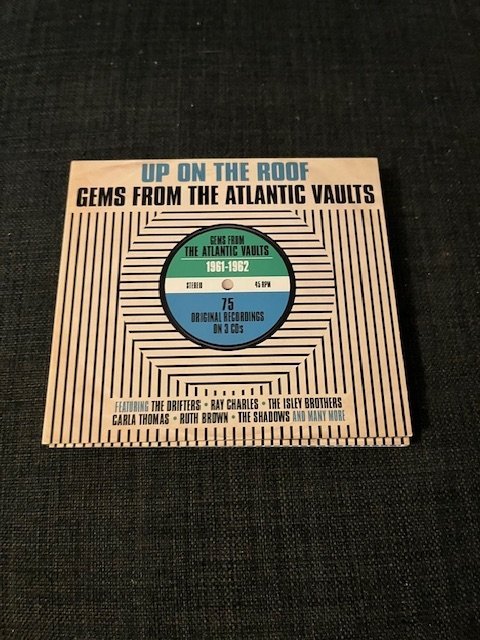 UP ON THE ROOF
GEMS FROM THE ATLANTIC VAULTS
GEMS FROM
THE ATLANTIC VAULTS
1961-1962
STEREO 45 RPM
75
ORIGINAL RECORDINGS
ON 3 CDs
FEATURING THE DRIFTERS • RAY CHARLES • THE ISLEY BROTHERS
CARLA THOMAS • RUTH BROWN • THE SHADOWS AND MANY MORE